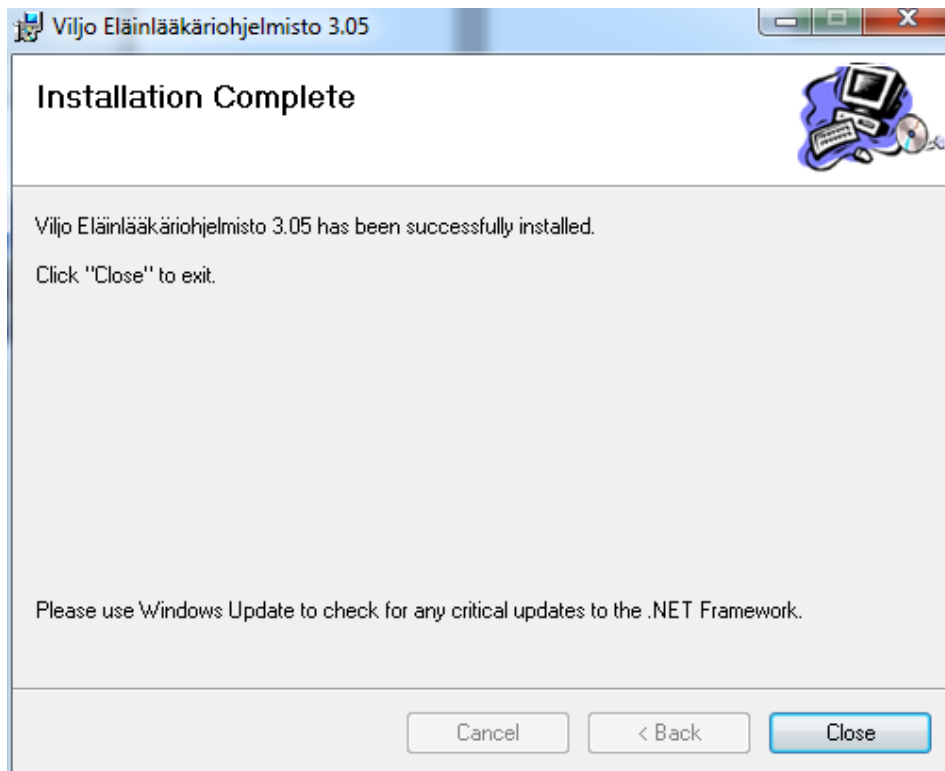 Viljo Eläinlääkäriohjelmisto 3.05
Installation Complete
Viljo Eläinlääkäriohjelmisto 3.05 has been successfully installed.
Click "Close" to exit.
Please use Windows Update to check for any critical updates to the .NET Framework.
Cancel
< Back
Close